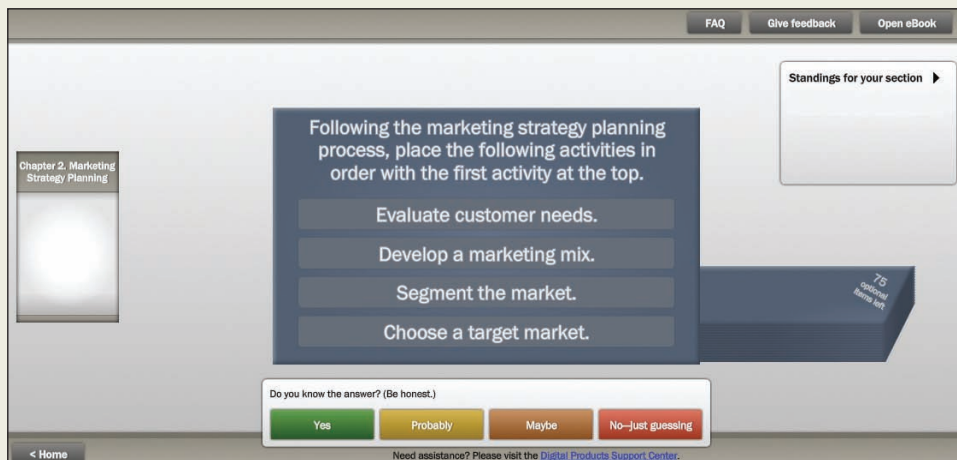 FAQ
Give feedback
Open eBook
Standings for your section
Chapter 2. Marketing
Strategy Planning
Following the marketing strategy planning
process, place the following activities in
order with the first activity at the top.
Evaluate customer needs.
Develop a marketing mix.
Segment the market.
Choose a target market.
75
optional
items left
Do you know the answer? (Be honest.)
Yes
Probably
Maybe
No—just guessing
< Home
Need assistance? Please visit the Digital Products Support Center.